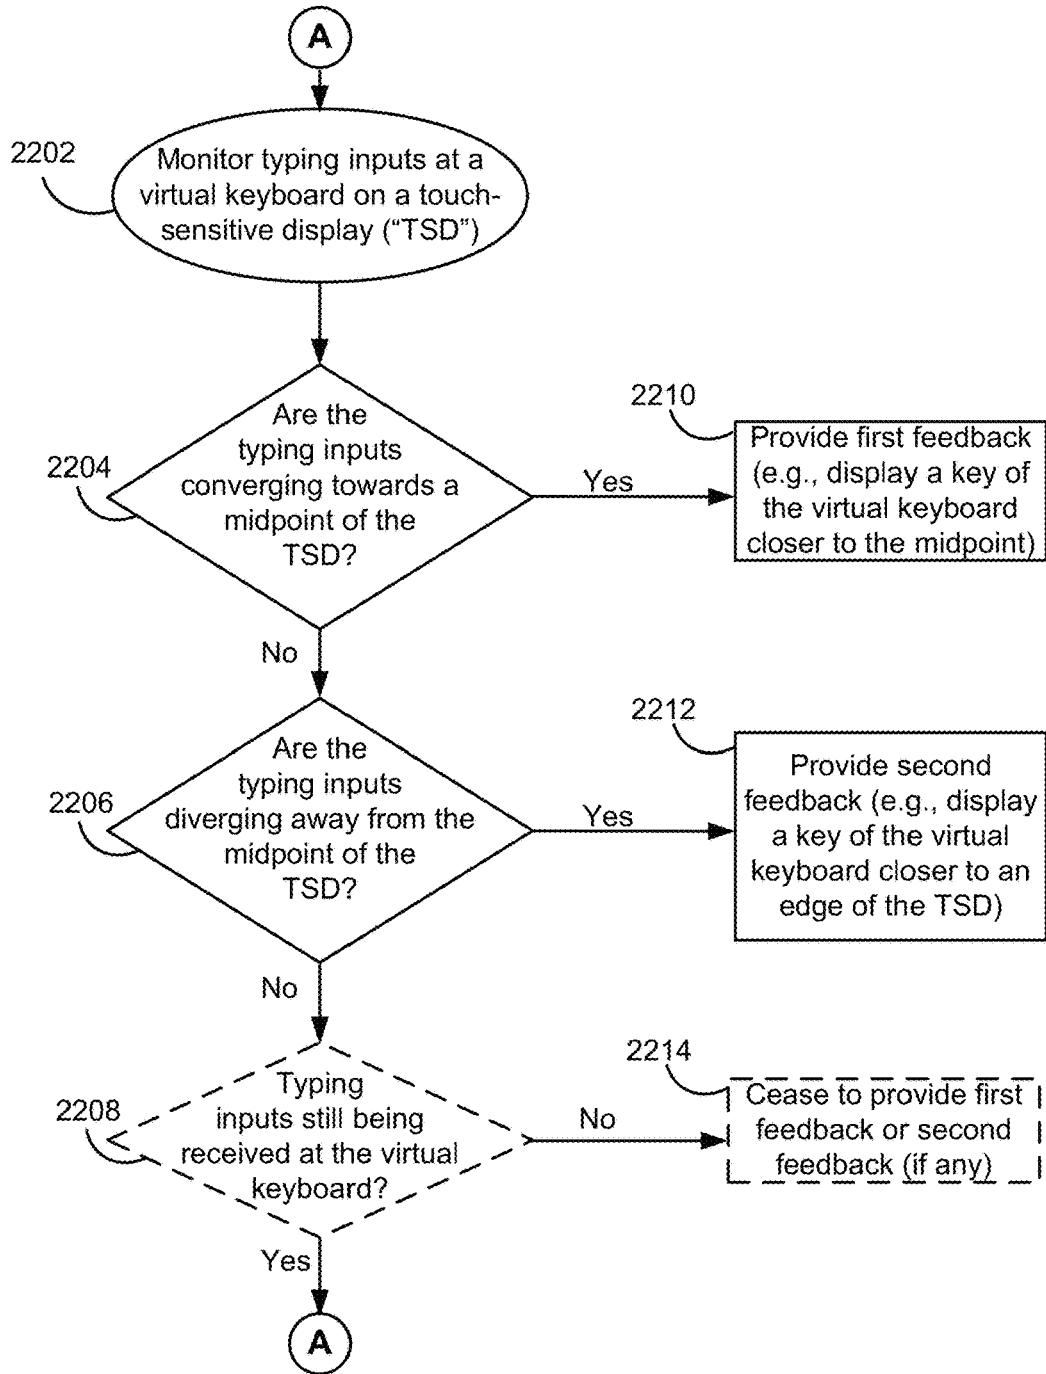 A
2202
Monitor typing inputs at a
virtual keyboard on a touch-
sensitive display (“TSD”)
2204
Are the
typing inputs
converging towards a
midpoint of the
TSD?
Yes
2210
Provide first feedback
(e.g., display a key of
the virtual keyboard
closer to the midpoint)
No
2206
Are the
typing inputs
diverging away from the
midpoint of the
TSD?
Yes
2212
Provide second
feedback (e.g., display
a key of the virtual
keyboard closer to an
edge of the TSD)
No
2208
Typing
inputs still being
received at the virtual
keyboard?
No
2214
Cease to provide first
feedback or second
feedback (if any)
Yes
A